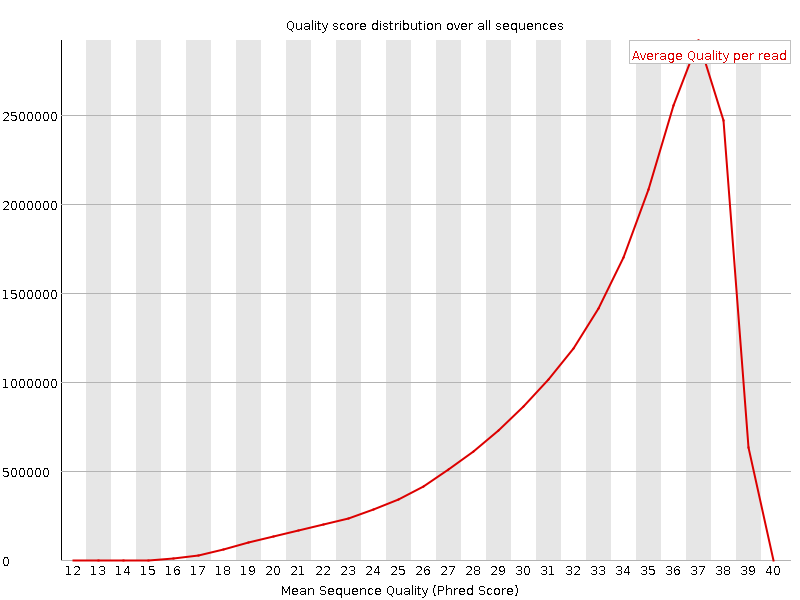 Quality score distribution over all sequences
Average Quality per read
2500000
2000000
1500000
1000000
500000
0
12 13 14 15 16 17 18 19 20 21 22 23 24 25 26 27 28 29 30 31 32 33 34 35 36 37 38 39 40
Mean Sequence Quality (Phred Score)